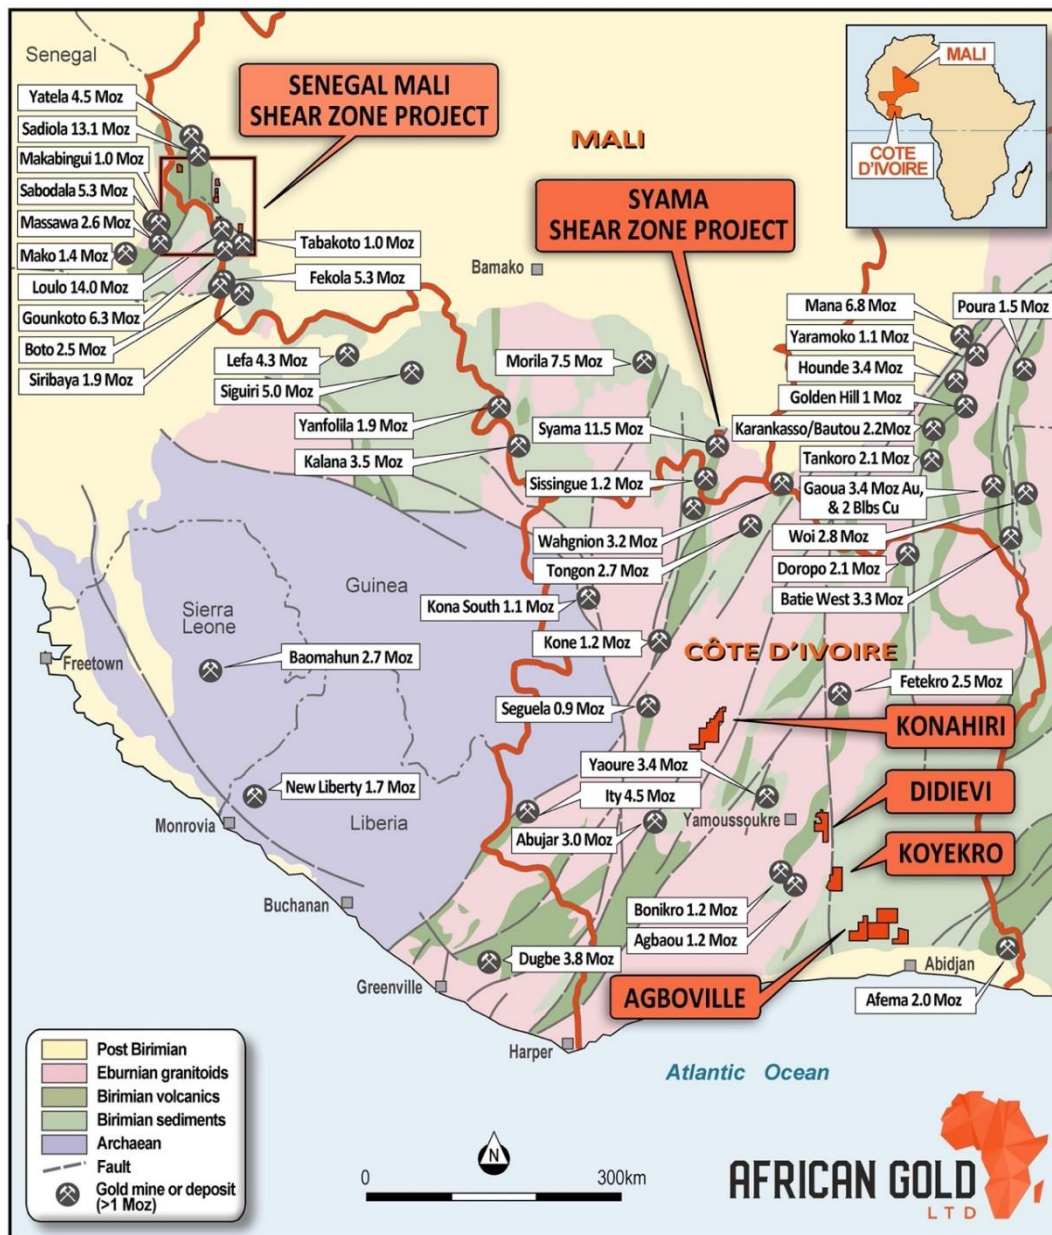 Senegal
Yatela 4.5 Moz
Sadiola 13.1 Moz
Makabingui 1.0 Moz
Sabodala 5.3 Moz
Massawa 2.6 Moz
Mako 1.4 Moz
Loulo 14.0 Moz
Gounkoto 6.3 Moz
Boto 2.5 Moz
Siribaya 1.9 Moz
SENEGAL MALI
SHEAR ZONE PROJECT
Tabakoto 1.0 Moz
Fekola 5.3 Moz
MALI
SYAMA
SHEAR ZONE PROJECT
MALI
COTE
D'IVOIRE
Bamako
Lefa 4.3 Moz
Siguiri 5.0 Moz
Morila 7.5 Moz
Yanfolila 1.9 Moz
Kalana 3.5 Moz
Syama 11.5 Moz
Sissingue 1.2 Moz
Wahgnion 3.2 Moz
Tongon 2.7 Moz
Mana 6.8 Moz
Poura 1.5 Moz
Yaramoko 1.1 Moz
Hounde 3.4 Moz
Golden Hill 1 Moz
Karankasso/Bautou 2.2Moz
Tankoro 2.1 Moz
Gaoua 3.4 Moz Au,
& 2 Blbs Cu
Woi 2.8 Moz
Doropo 2.1 Moz
Batie West 3.3 Moz
Guinea
Sierra
Leone
Freetown
Baomahun 2.7 Moz
Kona South 1.1 Moz
Kone 1.2 Moz
CÔTE D'IVOIRE
Seguela 0.9 Moz
Fetekro 2.5 Moz
KONAHIRI
New Liberty 1.7 Moz
Monrovia
Liberia
Yaoure 3.4 Moz
Ity 4.5 Moz
Abujar 3.0 Moz
Yamoussoukre
DIDIEVI
KOYEKRO
Buchanan
Bonikro 1.2 Moz
Agbaou 1.2 Moz
Dugbe 3.8 Moz
Greenville
AGBOVILLE
Abidjan
Afema 2.0 Moz
Harper
Atlantic Ocean
Post Birimian
Eburnian granitoids
Birimian volcanics
Birimian sediments
Archaean
Fault
Gold mine or deposit
(>1 Moz)
N
0 300km
AFRICAN GOLD
LTD